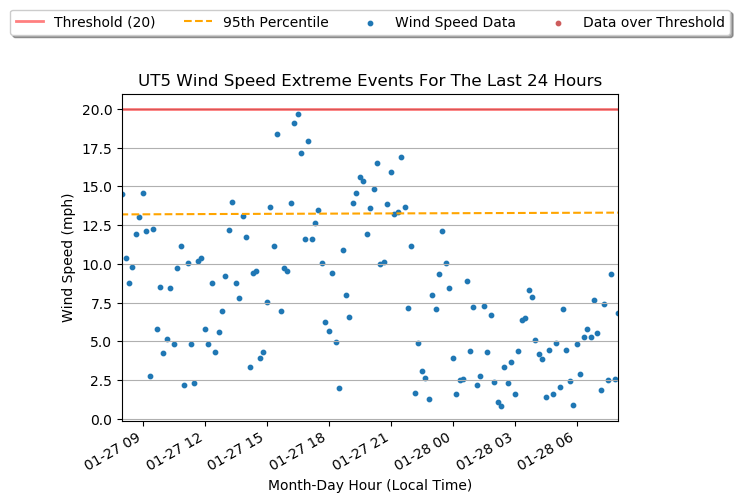 Threshold (20) 95th Percentile Wind Speed Data Data over Threshold
UT5 Wind Speed Extreme Events For The Last 24 Hours
20.0
17.5
15.0
12.5
10.0
7.5
5.0
2.5
0.0
Wind Speed (mph)
01-27 09 01-27 12 01-27 15 01-27 18 01-27 21 01-28 00 01-28 03 01-28 06
Month-Day Hour (Local Time)